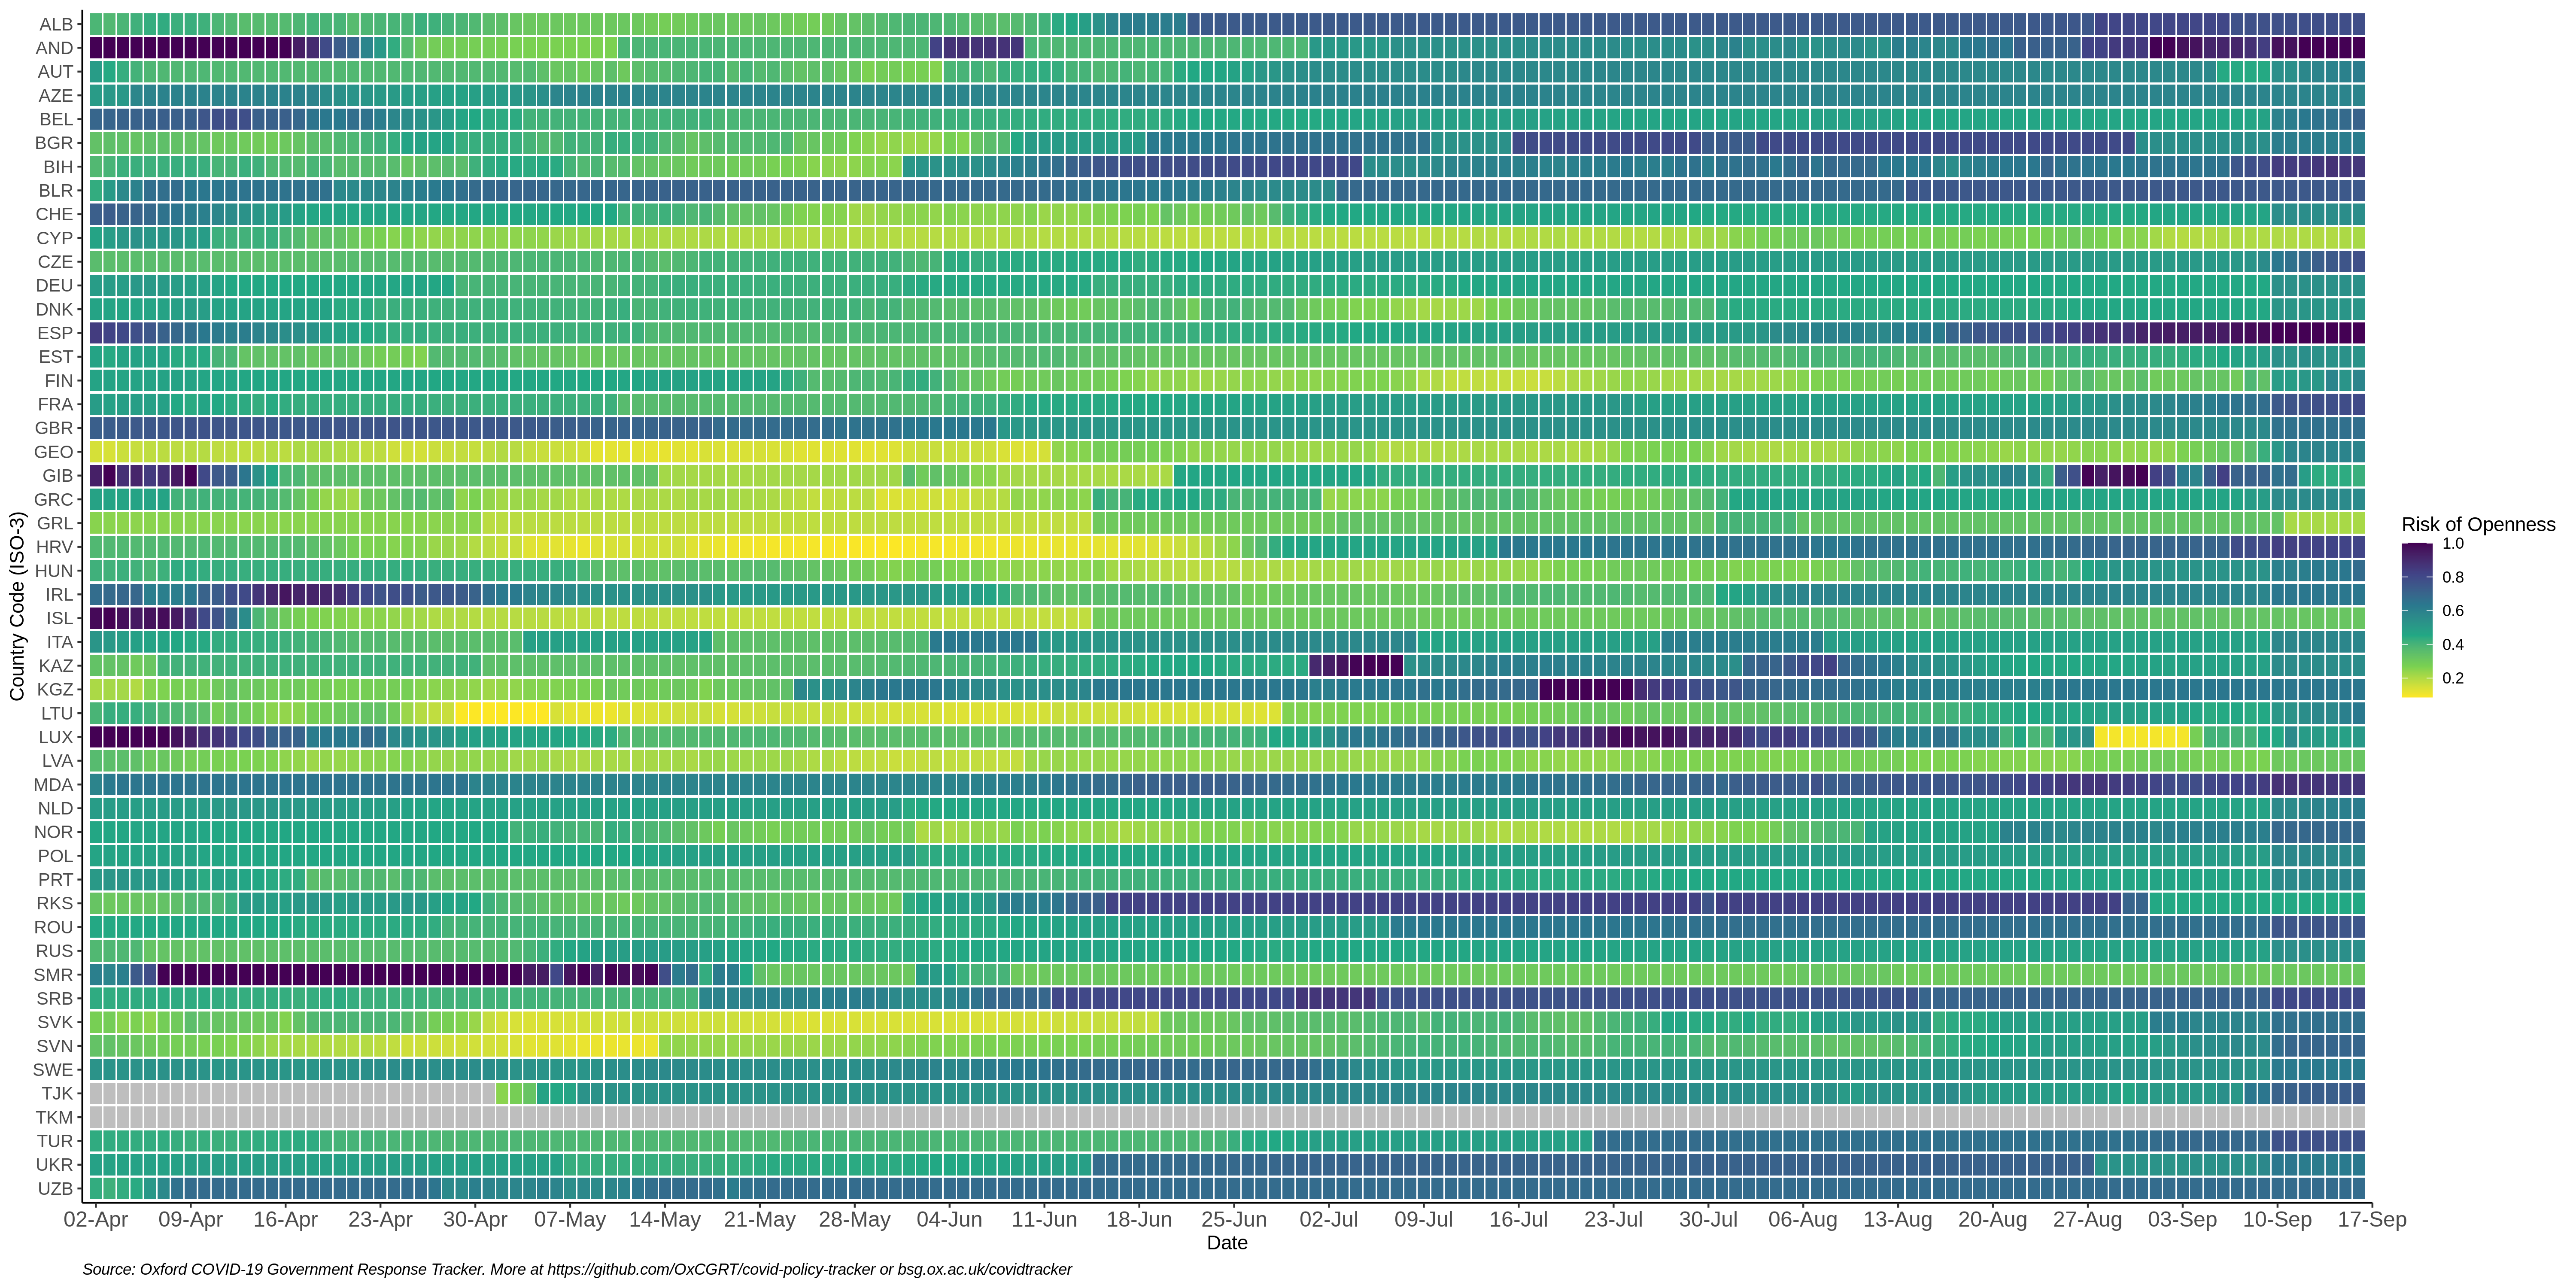 ALB
AND
AUT
AZE
BEL
BGR
BIH
BLR
CHE
CYP
CZE
DEU
DNK
ESP
EST
FIN
FRA
GBR
GEO
GIB
GRC
GRL
HRV
HUN
IRL
ISL
ITA
KAZ
KGZ
LTU
LUX
LVA
MDA
NLD
NOR
POL
PRT
RKS
ROU
RUS
SMR
SRB
SVK
SVN
SWE
TJK
TKM
TUR
UKR
UZB
Country Code (ISO-3)
02-Apr 09-Apr 16-Apr 23-Apr 30-Apr 07-May 14-May 21-May 28-May 04-Jun 11-Jun 18-Jun 25-Jun 02-Jul 09-Jul 16-Jul 23-Jul 30-Jul 06-Aug 13-Aug 20-Aug 27-Aug 03-Sep 10-Sep 17-Sep
Date
Risk of Openness
1.0
0.8
0.6
0.4
0.2
Source: Oxford COVID-19 Government Response Tracker. More at https://github.com/OxCGRT/covid-policy-tracker or bsg.ox.ac.uk/covidtracker